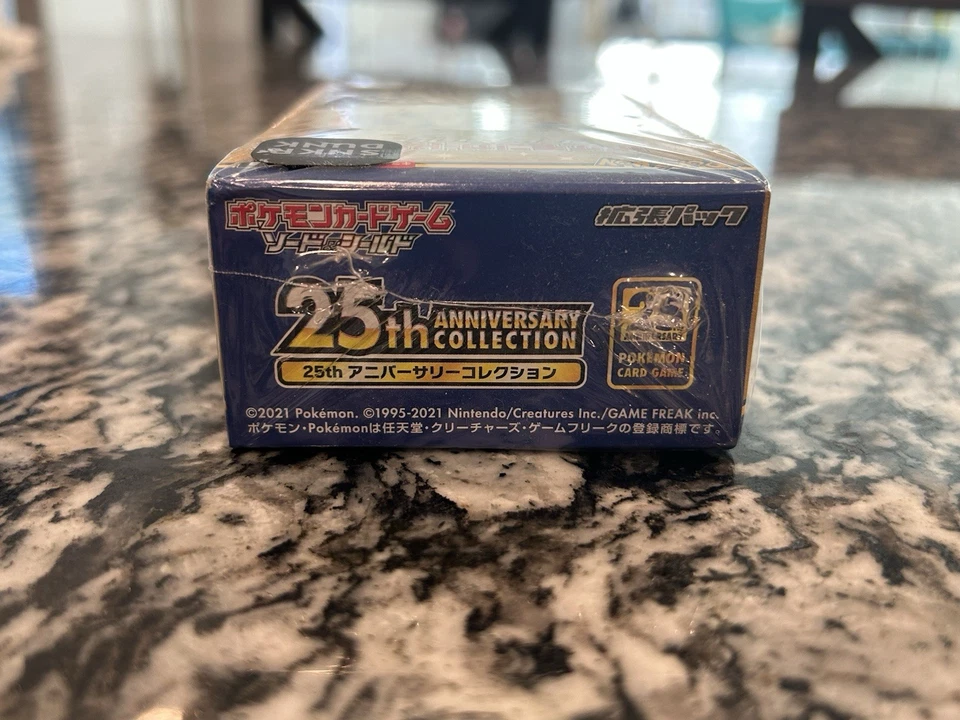 SNKR
DUNK
ポケモンカードゲーム
ソード&シールド
拡張パック
25th ANNIVERSARY
COLLECTION
25th アニバーサリーコレクション
25
ANNIVERSARY
POKÉMON
CARD GAME
©2021 Pokémon. ©1995-2021 Nintendo/Creatures Inc./GAME FREAK inc.
ポケモン・Pokémonは任天堂・クリーチャーズ・ゲームフリークの登録商標です。